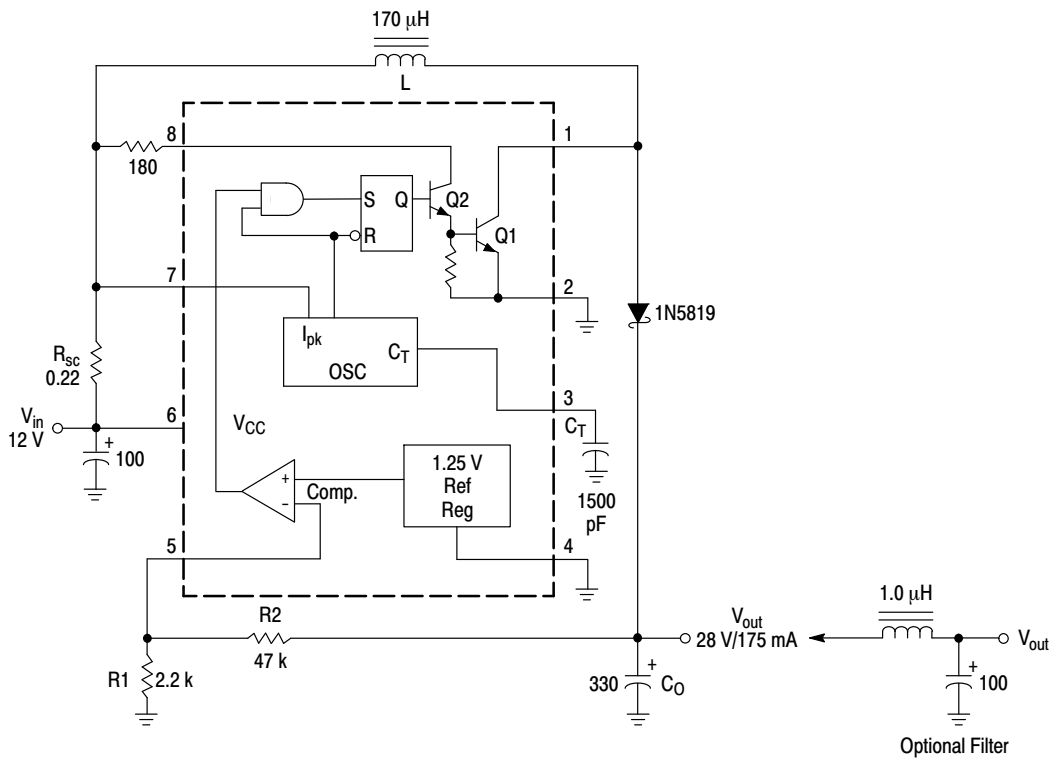 170 μH
L
8
1
180
S
Q
Q2
R
Q1
7
2
1N5819
Ipk
CT
OSC
Rsc
0.22
3
Vin
12 V
6
CT
VCC
+
100
1.25 V
Ref
Reg
+
Comp.
–
1500
pF
5
4
R2
47 k
1.0 μH
Vout
28 V/175 mA
Vout
R1
2.2 k
330
+
CO
+
100
Optional Filter